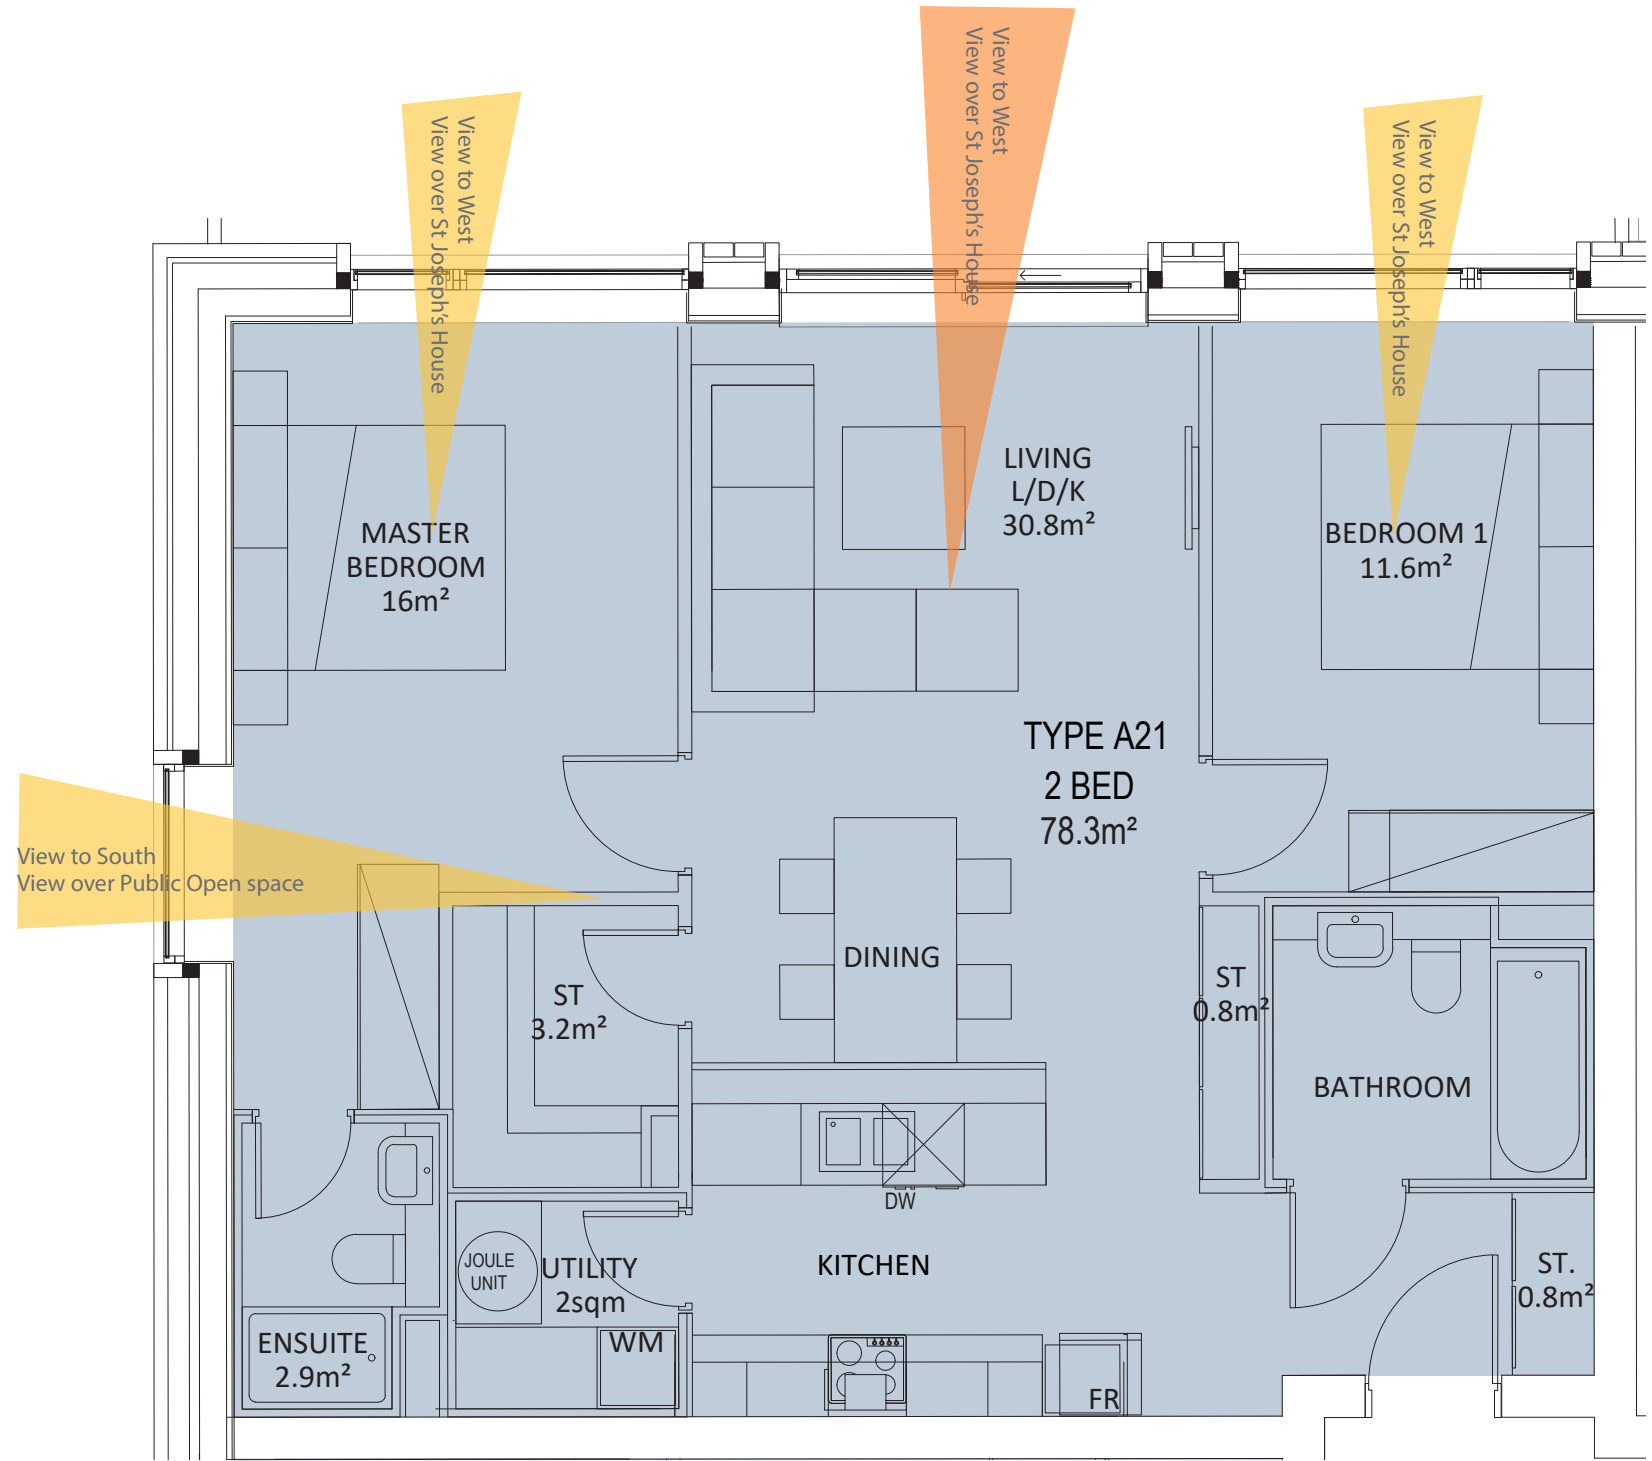 View to West
View over St Joseph's House
View to West
View over St Joseph's House
View to West
View over St Joseph's House
LIVING
L/D/K
30.8m²
MASTER
BEDROOM
16m²
BEDROOM 1
11.6m²
TYPE A21
2 BED
78.3m²
View to South
View over Public Open space
DINING
ST
3.2m²
ST
0.8m²
BATHROOM
DW
KITCHEN
JOULE
UNIT
UTILITY
2sqm
ST.
0.8m²
ENSUITE
2.9m²
WM
FR